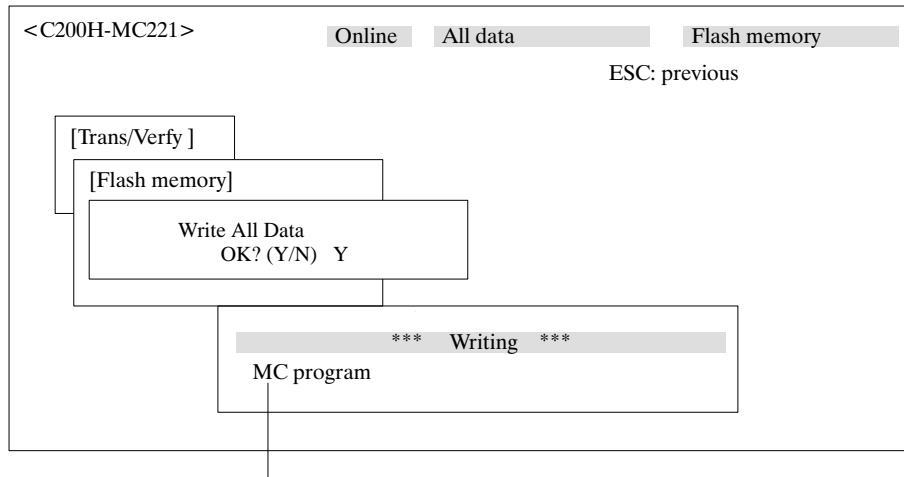 <C200H-MC221> Online All data Flash memory
ESC: previous
[Trans/Verfy ]
[Flash memory]
Write All Data
OK? (Y/N) Y
*** Writing ***
MC program